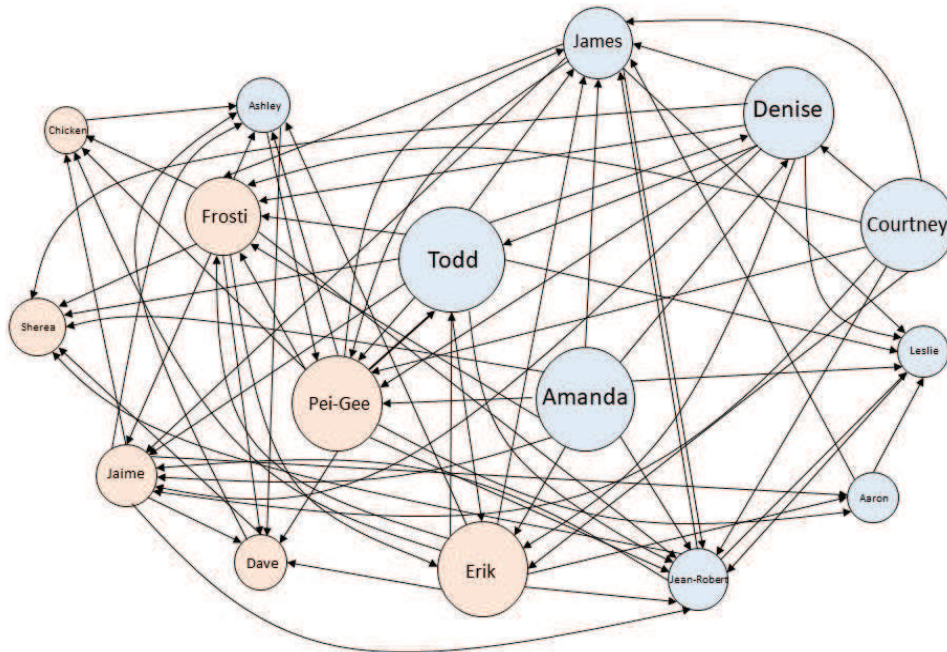 James
Denise
Ashley
Chicken
Frosti
Courtney
Todd
Sherea
Leslie
Pei-Gee
Amanda
Jaime
Aaron
Dave
Erik
Jean-Robert